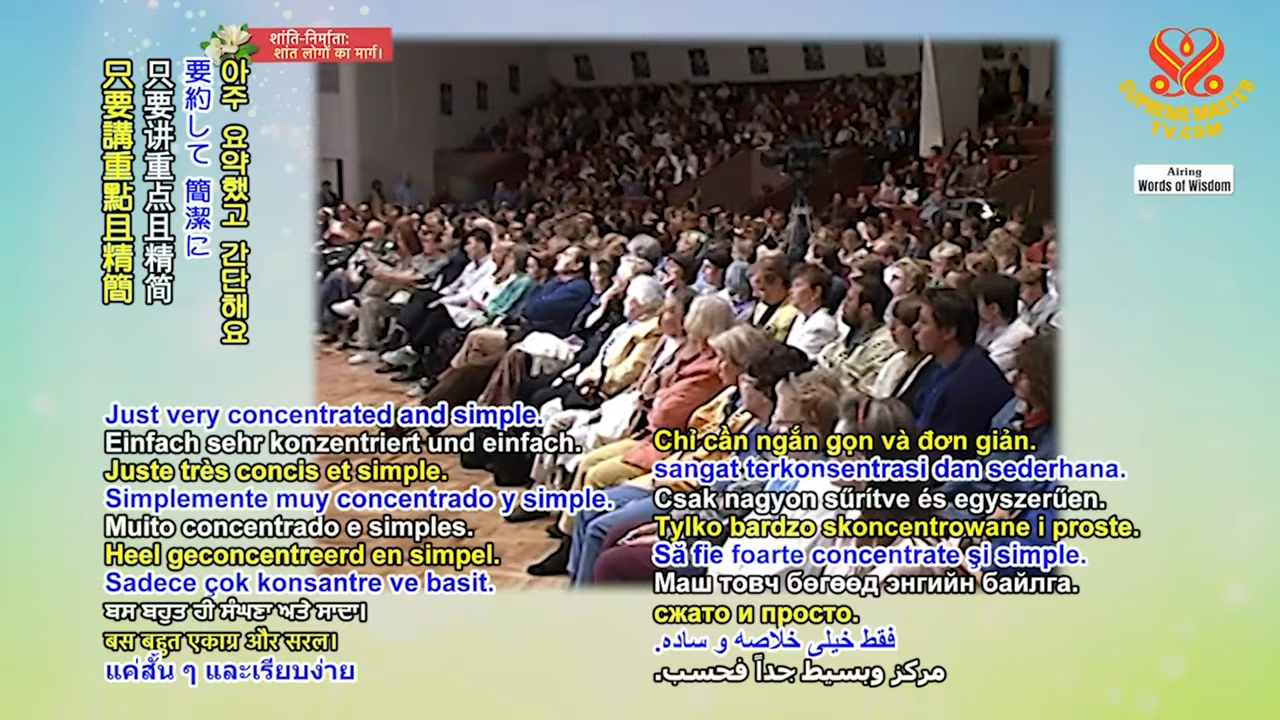 शांति-निर्माता:
शांत लोगों का मार्ग।
SUPREME MASTER
TV.COM
Airing
Words of Wisdom
只要講重點且精簡
只要讲重点且精简
要約して 簡潔に
아주 요약했고 간단해요
Just very concentrated and simple.
Einfach sehr konzentriert und einfach.
Juste très concis et simple.
Simplemente muy concentrado y simple.
Muito concentrado e simples.
Heel geconcentreerd en simpel.
Sadece çok konsantre ve basit.
ਬਸ ਬਹੁਤ ਹੀ ਸੰਘਣਾ ਅਤੇ ਸਾਦਾ।
बस बहुत एकाग्र और सरल।
แค่สั้น ๆ และเรียบง่าย
Chỉ cần ngắn gọn và đơn giản.
sangat terkonsentrasi dan sederhana.
Csak nagyon sűrítve és egyszerűen.
Tylko bardzo skoncentrowane i proste.
Să fie foarte concentrate şi simple.
Маш товч бөгөөд энгийн байлга.
сжато и просто.
فقط خیلی خلاصه و ساده.
مركز وبسيط جداً فحسب.